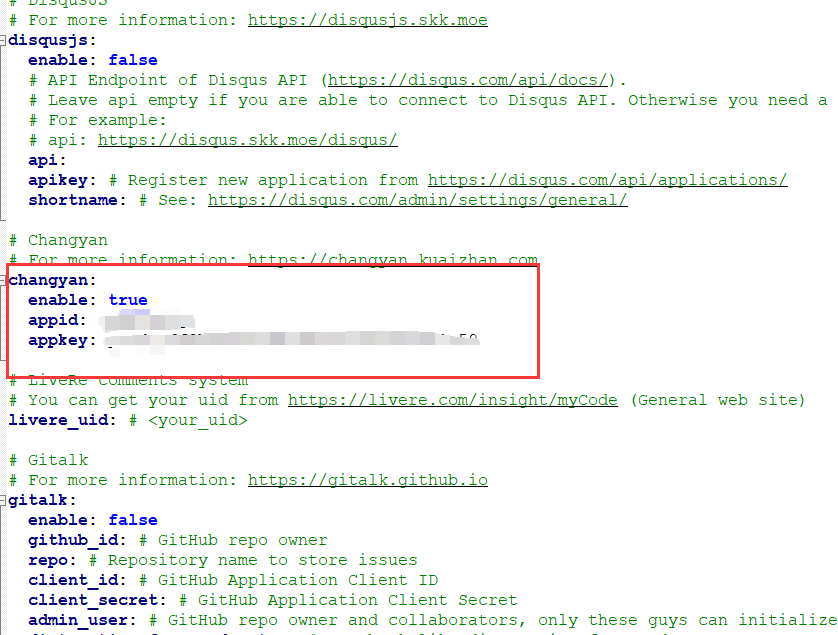 # DisqusJS
# For more information: https://disqusjs.skk.moe
disqusjs:
enable: false
# API Endpoint of Disqus API (https://disqus.com/api/docs/).
# Leave api empty if you are able to connect to Disqus API. Otherwise you need a
# For example:
# api: https://disqus.skk.moe/disqus/
api:
apikey: # Register new application from https://disqus.com/api/applications/
shortname: # See: https://disqus.com/admin/settings/general/
# Changyan
# For more information: https://changyan.kuaizhan.com
changyan:
enable: true
appid:
appkey:
# LiveRe comments system
# You can get your uid from https://livere.com/insight/myCode (General web site)
livere_uid: # <your_uid>
# Gitalk
# For more information: https://gitalk.github.io
gitalk:
enable: false
github_id: # GitHub repo owner
repo: # Repository name to store issues
client_id: # GitHub Application Client ID
client_secret: # GitHub Application Client Secret
admin_user: # GitHub repo owner and collaborators, only these guys can initialize